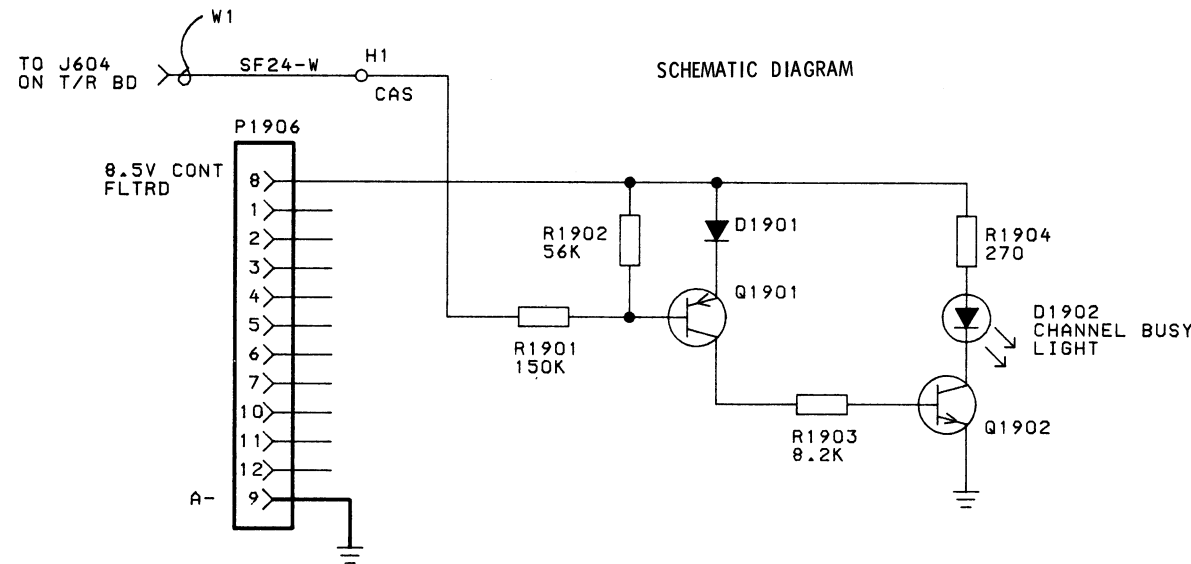 W1
TO J604
ON T/R BD
SF24-W
H1
CAS
SCHEMATIC DIAGRAM
P1906
8.5V CONT
FLTRD
8
1
2
3
4
5
6
7
10
11
12
9
A-
R1902
56K
D1901
Q1901
R1901
150K
R1903
8.2K
R1904
270
D1902
CHANNEL BUSY
LIGHT
Q1902